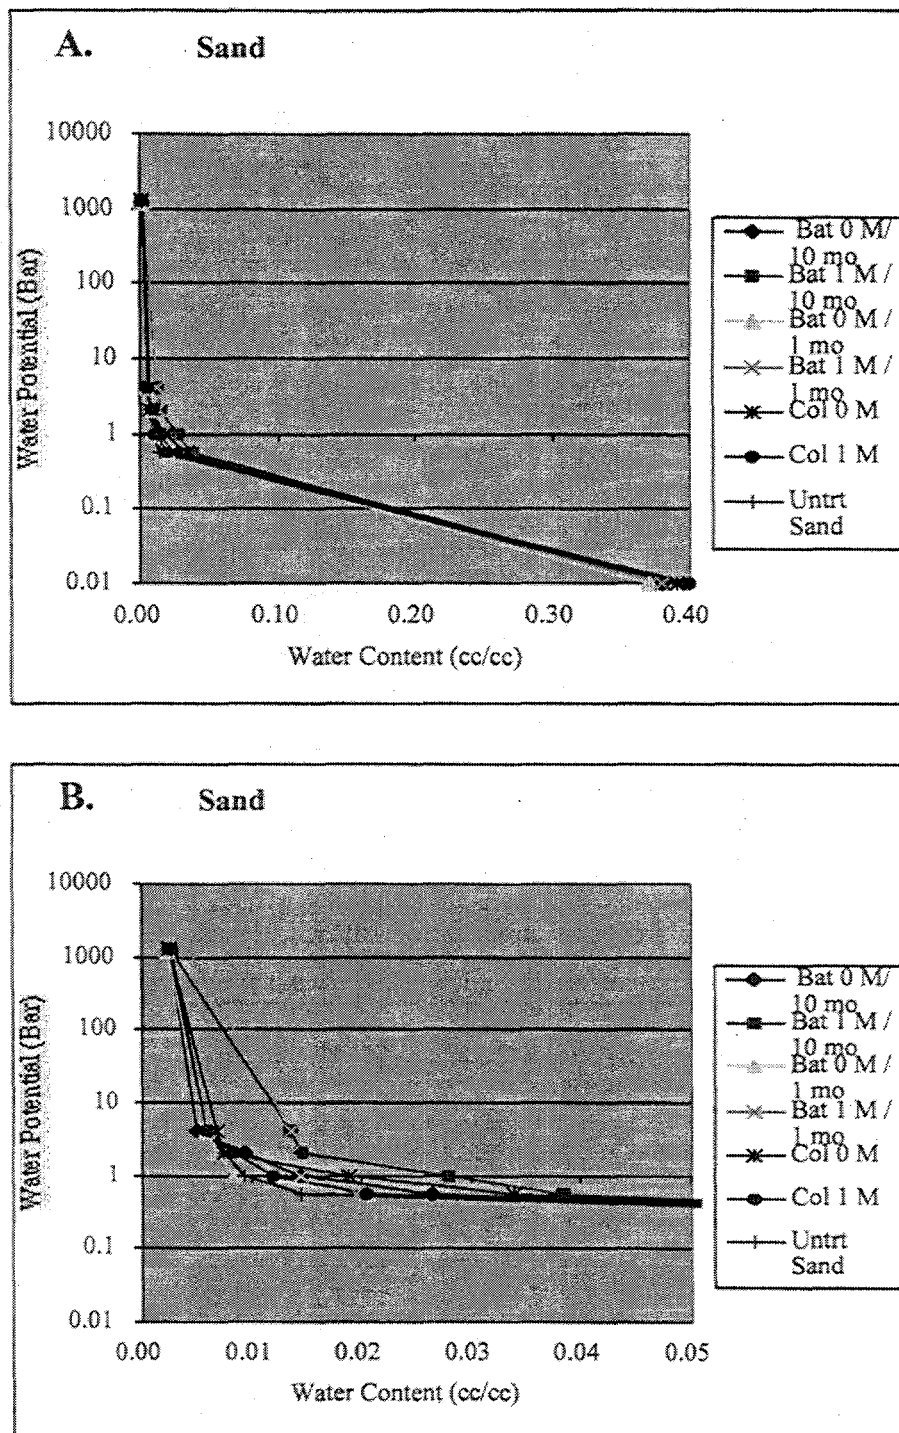 A. Sand
10000
1000
100
10
1
0.1
0.01
Water Potential (Bar)
0.00 0.10 0.20 0.30 0.40
Water Content (cc/cc)
Bat 0 M/
10 mo
Bat 1 M /
10 mo
Bat 0 M /
1 mo
Bat 1 M /
1 mo
Col 0 M
Col 1 M
Untrt
Sand
B. Sand
10000
1000
100
10
1
0.1
0.01
Water Potential (Bar)
0.00 0.01 0.02 0.03 0.04 0.05
Water Content (cc/cc)
Bat 0 M/
10 mo
Bat 1 M /
10 mo
Bat 0 M /
1 mo
Bat 1 M /
1 mo
Col 0 M
Col 1 M
Untrt
Sand